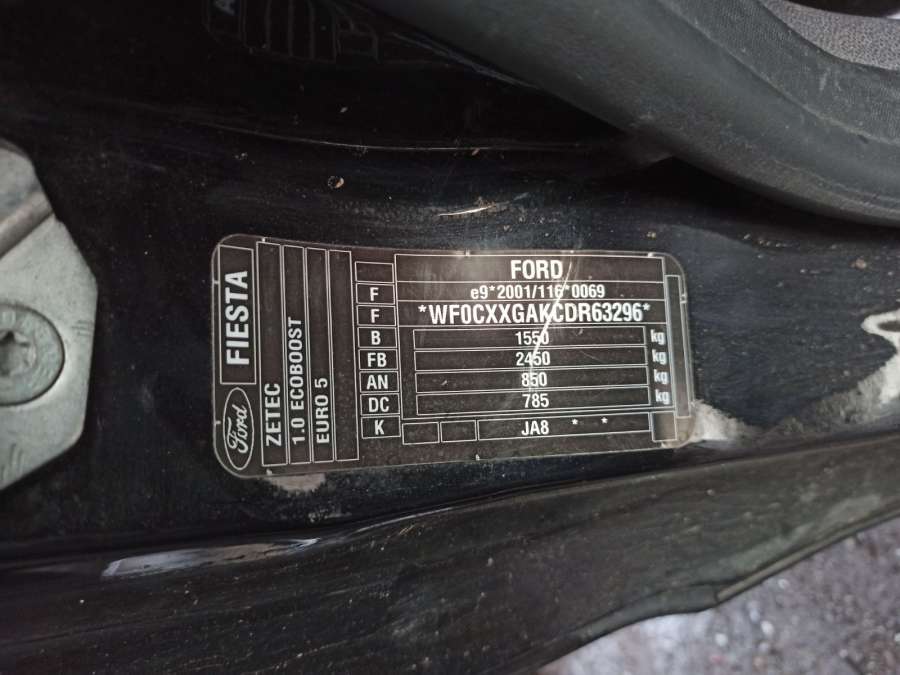 FORD
F e9*2001/116*0069
F *WF0CXXGAKCDR63296*
B 1550 kg
FB 2450 kg
AN 850 kg
DC 785 kg
K JA8 * *
Ford FIESTA
ZETEC
1.0 ECOBOOST
EURO 5